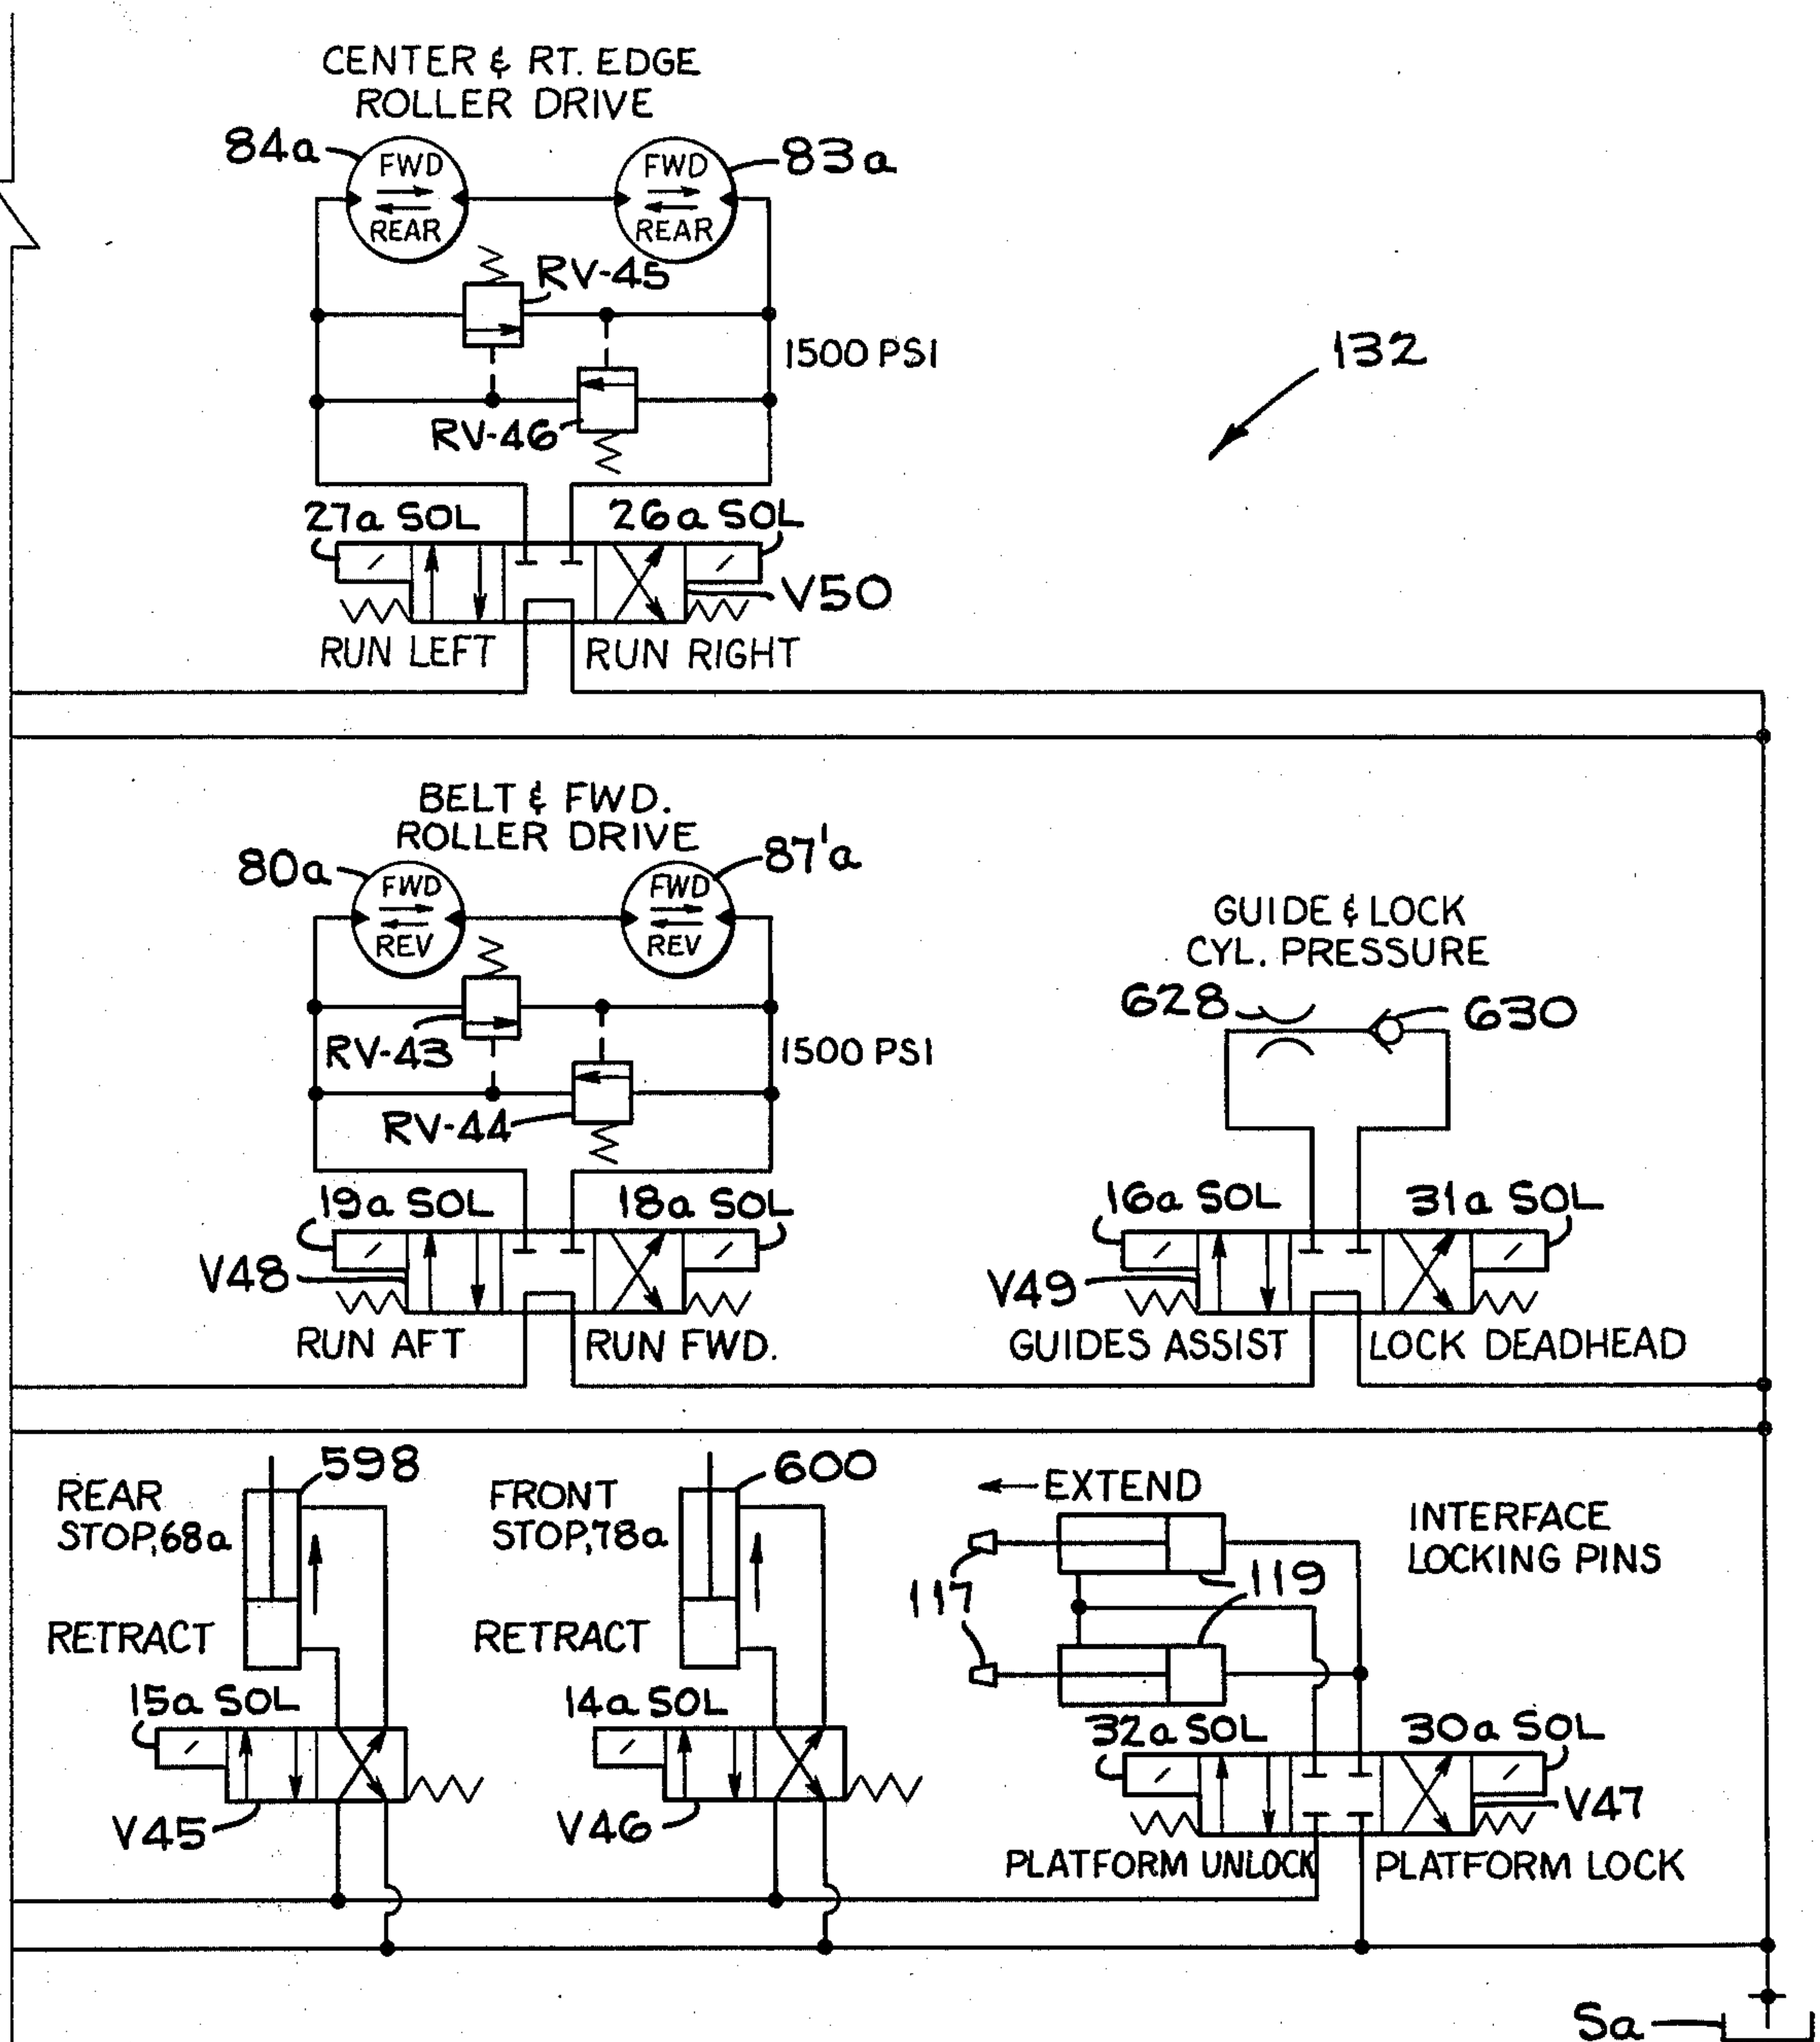 CENTER & RT. EDGE
ROLLER DRIVE
84a
FWD
REAR
FWD
REAR
83a
RV-45
1500 PSI
132
RV-46
27a SOL
26a SOL
V50
RUN LEFT
RUN RIGHT
BELT & FWD.
ROLLER DRIVE
80a
FWD
REV
FWD
REV
87'a
GUIDE & LOCK
CYL. PRESSURE
628
630
RV-43
1500 PSI
RV-44
19a SOL
18a SOL
16a SOL
31a SOL
V48
V49
RUN AFT
RUN FWD.
GUIDES ASSIST
LOCK DEADHEAD
598
600
REAR
STOP,68a
FRONT
STOP,78a
EXTEND
INTERFACE
LOCKING PINS
117
119
RETRACT
RETRACT
15a SOL
14a SOL
32a SOL
30a SOL
V45
V46
V47
PLATFORM UNLOCK
PLATFORM LOCK
Sa